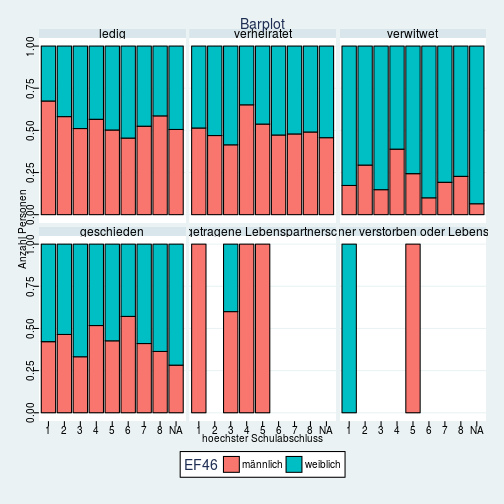 Barplot
ledig
verheiratet
verwitwet
1.00
0.75
0.50
0.25
0.00
Anzahl Personen
geschieden
getragene Lebenspartnersc
ner verstorben oder Lebens
1.00
0.75
0.50
0.25
0.00
1 2 3 4 5 6 7 8 NA
1 2 3 4 5 6 7 8 NA
1 2 3 4 5 6 7 8 NA
hoechster Schulabschluss
EF46 männlich weiblich